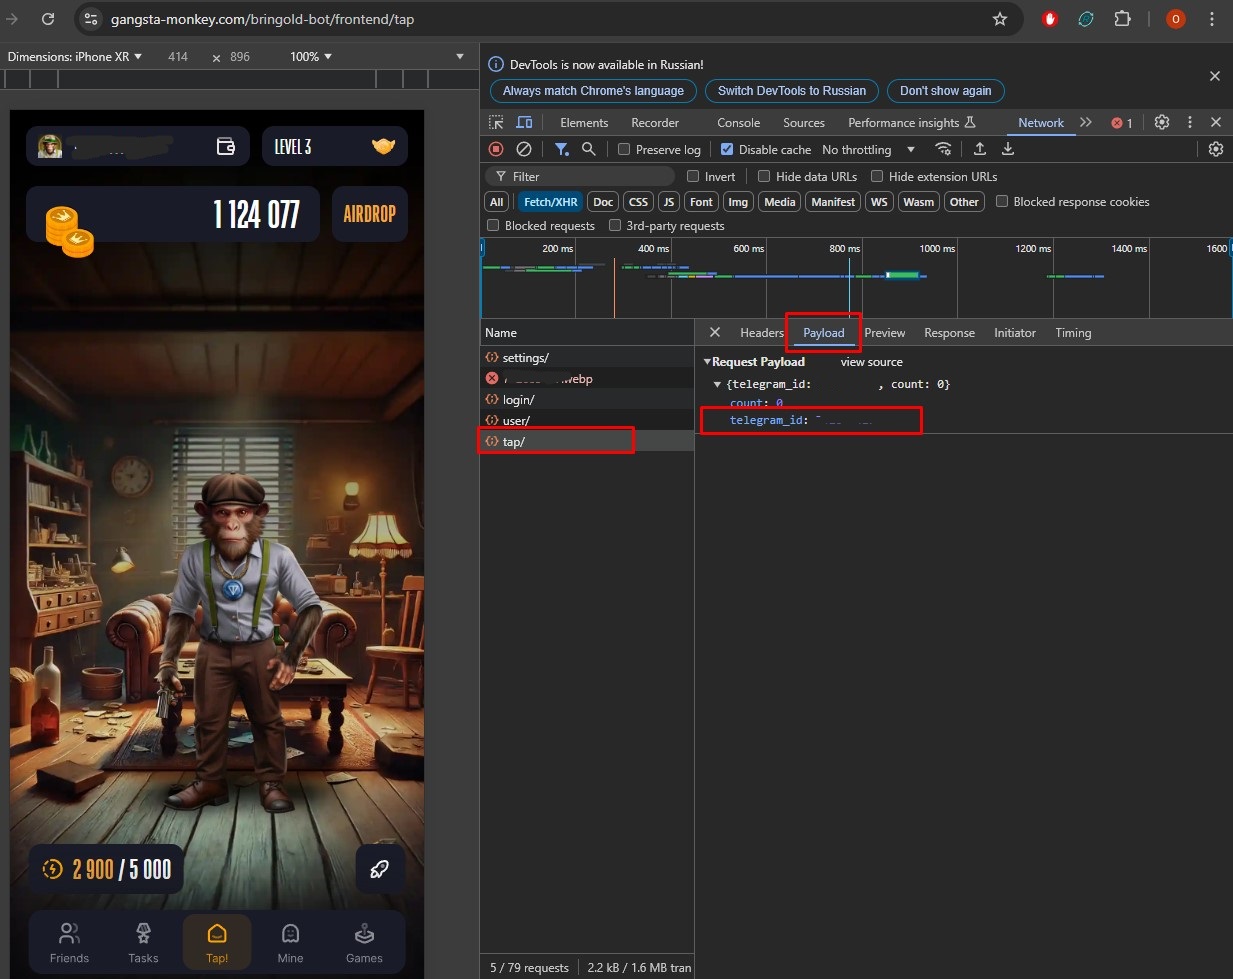 gangsta-monkey.com/bringold-bot/frontend/tap
O
Dimensions: iPhone XR 414 × 896 100%
DevTools is now available in Russian!
Always match Chrome's language Switch DevTools to Russian Don't show again
Elements Recorder Console Sources Performance insights Network 1
Preserve log Disable cache No throttling
Filter Invert Hide data URLs Hide extension URLs
All Fetch/XHR Doc CSS JS Font Img Media Manifest WS Wasm Other Blocked response cookies
Blocked requests 3rd-party requests
200 ms 400 ms 600 ms 800 ms 1000 ms 1200 ms 1400 ms 1600
LEVEL 3
1 124 077
AIRDROP
Name
settings/
webp
login/
user/
tap/
Headers Payload Preview Response Initiator Timing
Request Payload view source
{telegram_id: , count: 0}
count: 0
telegram_id:
2 900 / 5 000
Friends Tasks Tap! Mine Games
5 / 79 requests 2.2 kB / 1.6 MB tran